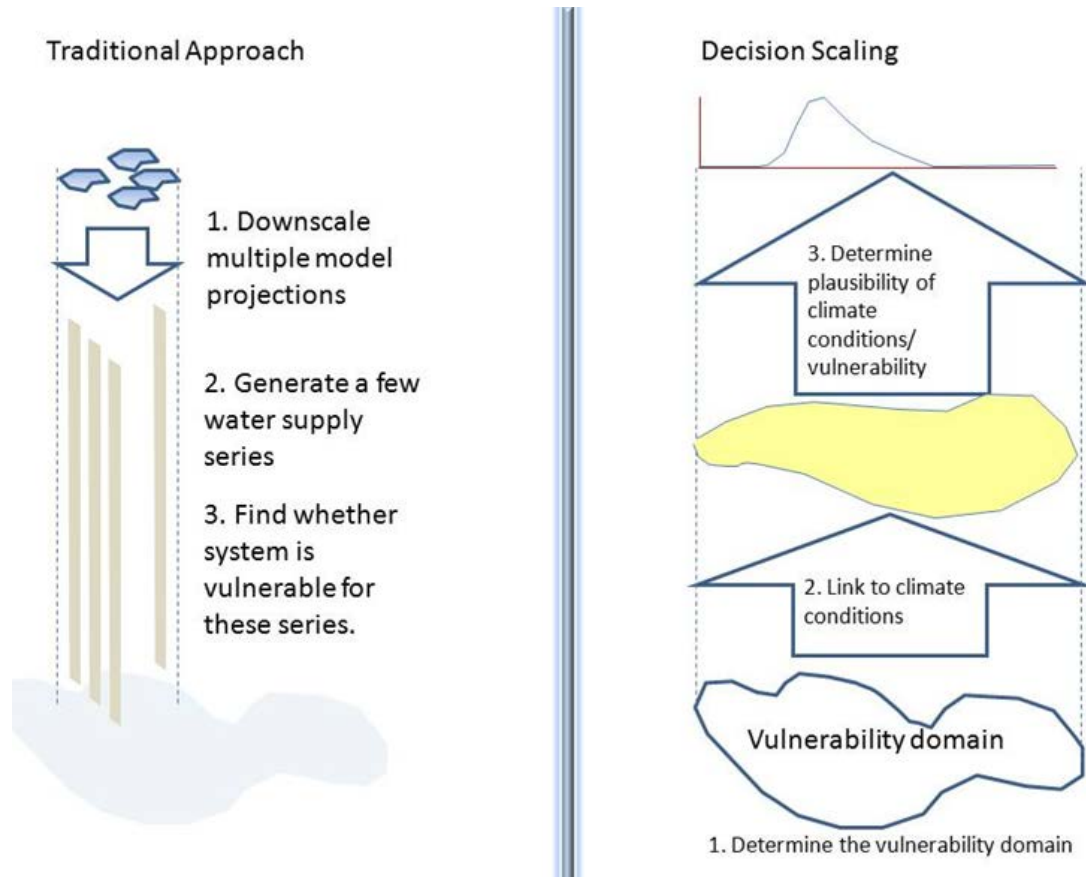 Traditional Approach
1. Downscale
multiple model
projections
2. Generate a few
water supply
series
3. Find whether
system is
vulnerable for
these series.
Decision Scaling
3. Determine
plausibility of
climate
conditions/
vulnerability
2. Link to climate
conditions
Vulnerability domain
1. Determine the vulnerability domain